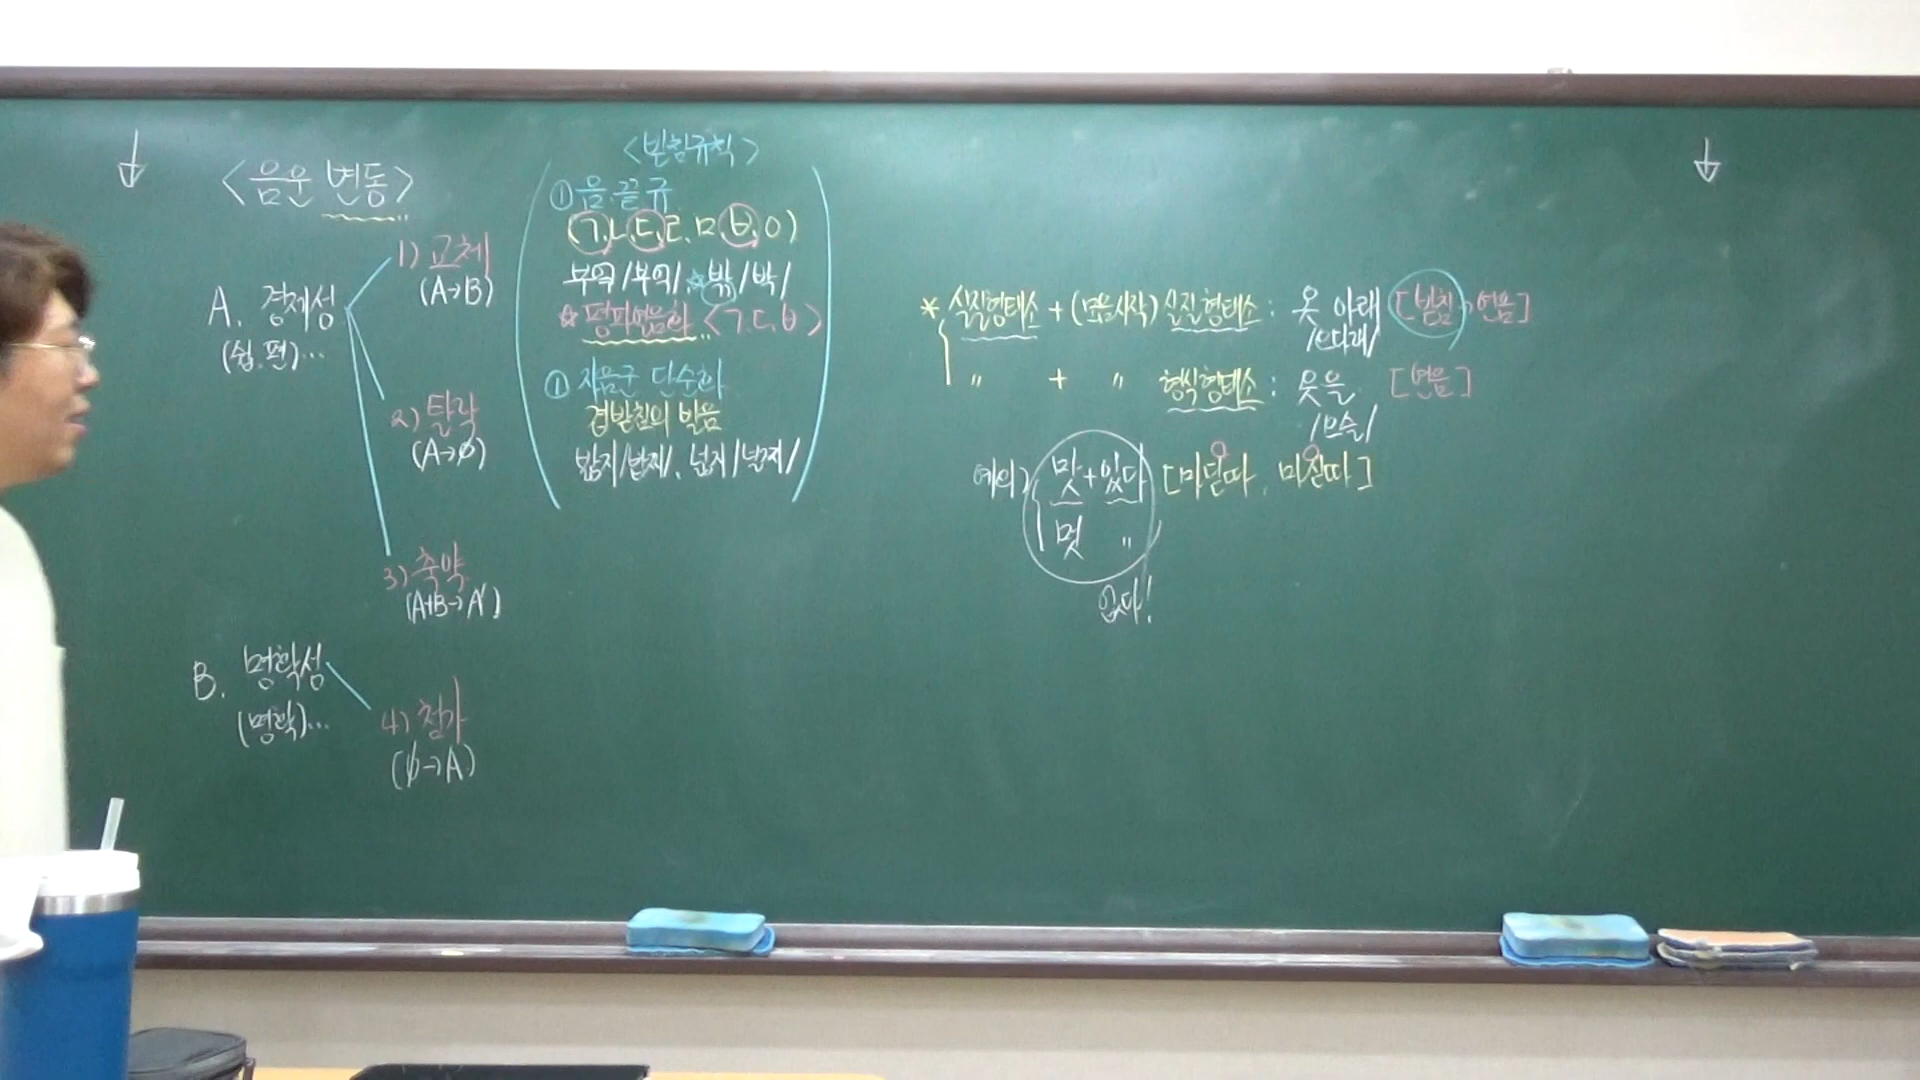 <음운 변동>
A. 경제성
(쉽.편)...
1) 교체
(A→B)
2) 탈락
(A→∅)
3) 축약
(A+B→A')
B. 명확성
(명확)...
4) 첨가
(∅→A)
<받침규칙>
① 음.끝규
(ㄱ,ㄴ,ㄷ,ㄹ,ㅁ,ㅂ,ㅇ)
부엌/부억/, ☆밖/박/
☆ 평파열음화 <ㄱ,ㄷ,ㅂ>
① 자음군 단순화
겹받침의 발음
밟지/밥찌/, 넓지/널찌/
* 실질형태소 + (모음시작) 실질형태소 : 옷 아래 [받침, 연음]
/오다래/
" + " 형식형태소 : 옷을 [연음]
/오슬/
예외) 맛+있다 [마딛따, 마싣따]
멋 "
있다!